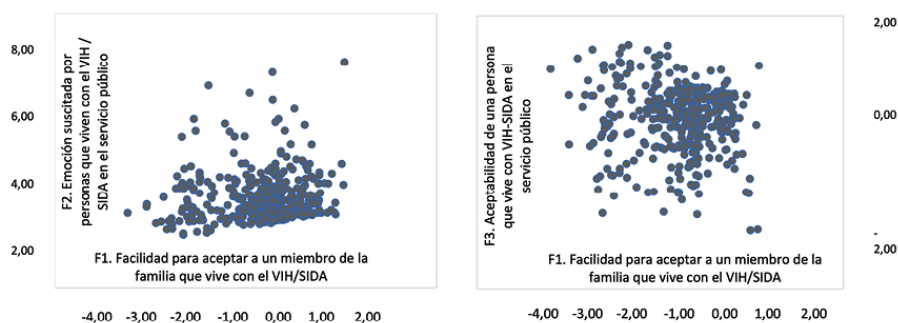 8,00
6,00
4,00
2,00
F2. Emoción suscitada por
personas que viven con el VIH /
SIDA en el servicio público
F1. Facilidad para aceptar a un miembro de la
familia que vive con el VIH/SIDA
-4,00 -3,00 -2,00 -1,00 0,00 1,00 2,00
F3. Aceptabilidad de una persona
que vive con VIH-SIDA en el
servicio público
F1. Facilidad para aceptar a un miembro de la
familia que vive con el VIH/SIDA
-4,00 -3,00 -2,00 -1,00 0,00 1,00 2,00
2,00
0,00
-
2,00